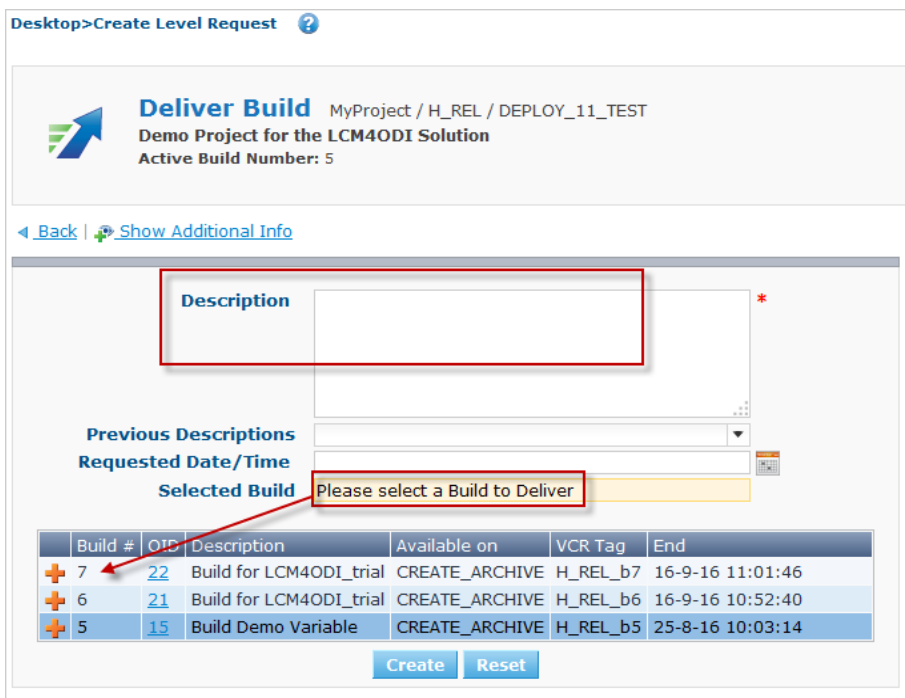 Desktop>Create Level Request ?
Deliver Build MyProject / H_REL / DEPLOY_11_TEST
Demo Project for the LCM4ODI Solution
Active Build Number: 5
Back | Show Additional Info
Description *
Previous Descriptions
Requested Date/Time
Selected Build Please select a Build to Deliver
Build # OID Description Available on VCR Tag End
7 22 Build for LCM4ODI_trial CREATE_ARCHIVE H_REL_b7 16-9-16 11:01:46
6 21 Build for LCM4ODI_trial CREATE_ARCHIVE H_REL_b6 16-9-16 10:52:40
5 15 Build Demo Variable CREATE_ARCHIVE H_REL_b5 25-8-16 10:03:14
Create Reset